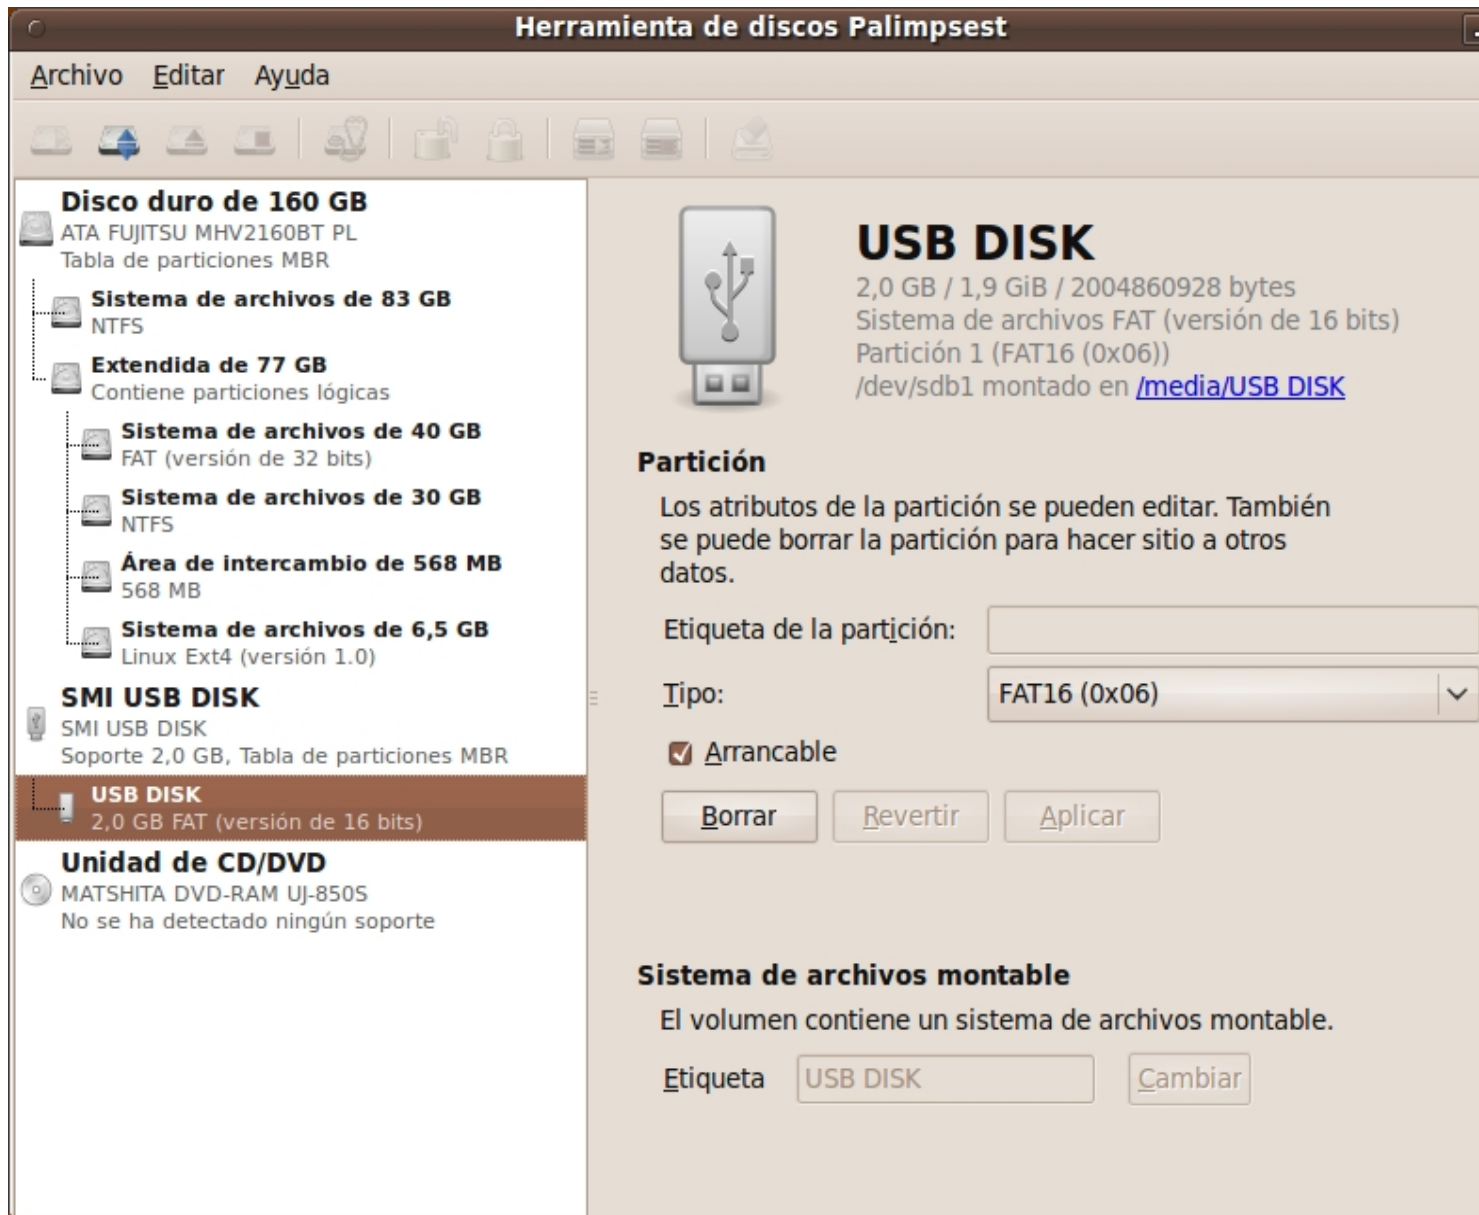 Herramienta de discos Palimpsest
Archivo Editar Ayuda
Disco duro de 160 GB
ATA FUJITSU MHV2160BT PL
Tabla de particiones MBR
Sistema de archivos de 83 GB
NTFS
Extendida de 77 GB
Contiene particiones lógicas
Sistema de archivos de 40 GB
FAT (versión de 32 bits)
Sistema de archivos de 30 GB
NTFS
Área de intercambio de 568 MB
568 MB
Sistema de archivos de 6,5 GB
Linux Ext4 (versión 1.0)
SMI USB DISK
SMI USB DISK
Soporte 2,0 GB, Tabla de particiones MBR
USB DISK
2,0 GB FAT (versión de 16 bits)
Unidad de CD/DVD
MATSHITA DVD-RAM UJ-850S
No se ha detectado ningún soporte
USB DISK
2,0 GB / 1,9 GiB / 2004860928 bytes
Sistema de archivos FAT (versión de 16 bits)
Partición 1 (FAT16 (0x06))
/dev/sdb1 montado en /media/USB DISK
Partición
Los atributos de la partición se pueden editar. También
se puede borrar la partición para hacer sitio a otros
datos.
Etiqueta de la partición:
Tipo: FAT16 (0x06)
Arrancable
Borrar Revertir Aplicar
Sistema de archivos montable
El volumen contiene un sistema de archivos montable.
Etiqueta USB DISK Cambiar